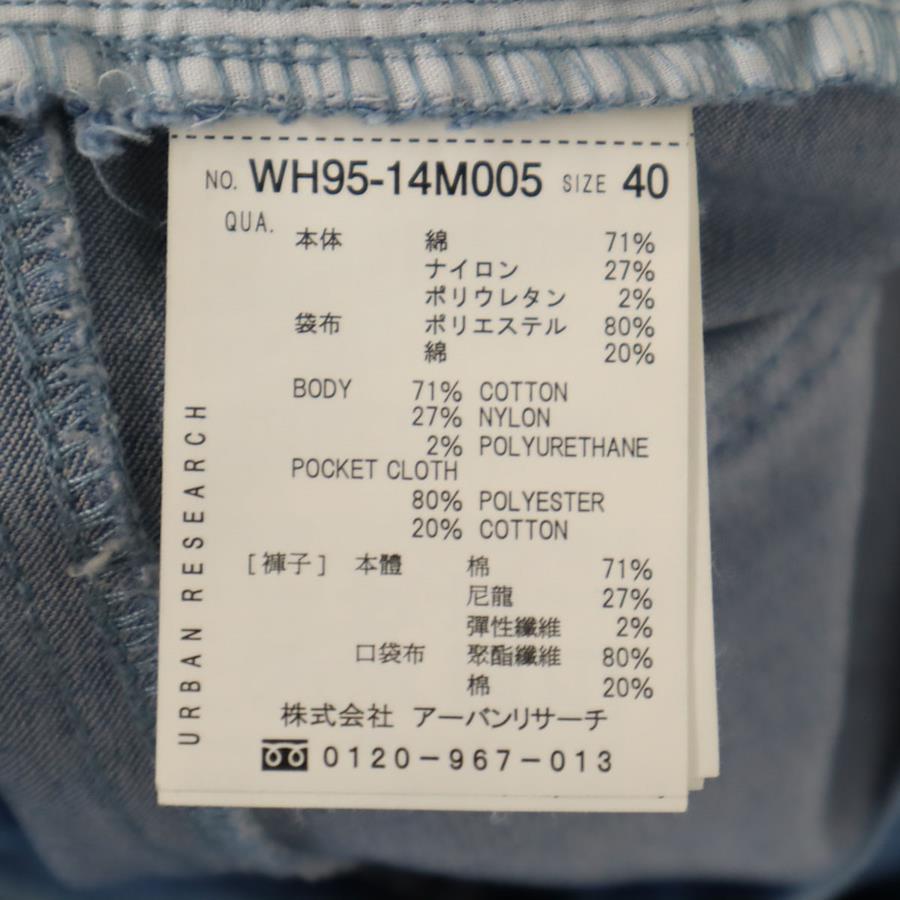 NO. WH95-14M005 SIZE 40
QUA.
本体 綿 71%
ナイロン 27%
ポリウレタン 2%
袋布 ポリエステル 80%
綿 20%
BODY 71% COTTON
27% NYLON
2% POLYURETHANE
POCKET CLOTH
80% POLYESTER
20% COTTON
[褲子] 本體 棉 71%
尼龍 27%
彈性纖維 2%
口袋布 聚酯纖維 80%
棉 20%
株式会社 アーバンリサーチ
0120-967-013
URBAN RESEARCH